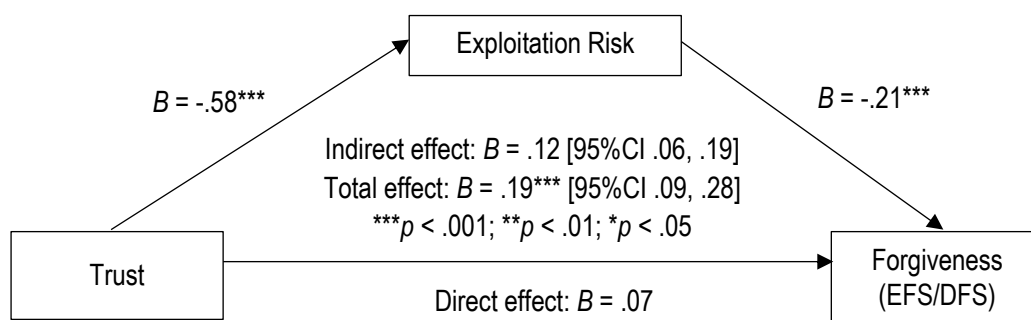 Exploitation Risk
B = -.58***
B = -.21***
Indirect effect: B = .12 [95%CI .06, .19]
Total effect: B = .19*** [95%CI .09, .28]
***p < .001; **p < .01; *p < .05
Trust
Forgiveness
(EFS/DFS)
Direct effect: B = .07